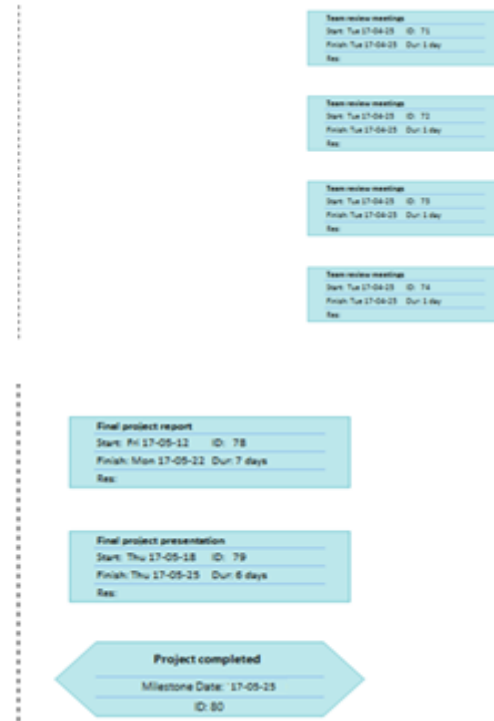 Team review meetings
Start: Tue 17-04-25 ID: 71
Finish: Tue 17-04-25 Dur: 1 day
Res:
Team review meetings
Start: Tue 17-04-25 ID: 72
Finish: Tue 17-04-25 Dur: 1 day
Res:
Team review meetings
Start: Tue 17-04-25 ID: 73
Finish: Tue 17-04-25 Dur: 1 day
Res:
Team review meetings
Start: Tue 17-04-25 ID: 74
Finish: Tue 17-04-25 Dur: 1 day
Res:
Final project report
Start: Fri 17-05-12 ID: 78
Finish: Mon 17-05-22 Dur: 7 days
Res:
Final project presentation
Start: Thu 17-05-18 ID: 79
Finish: Thu 17-05-25 Dur: 6 days
Res:
Project completed
Milestone Date: 17-05-25
ID: 80